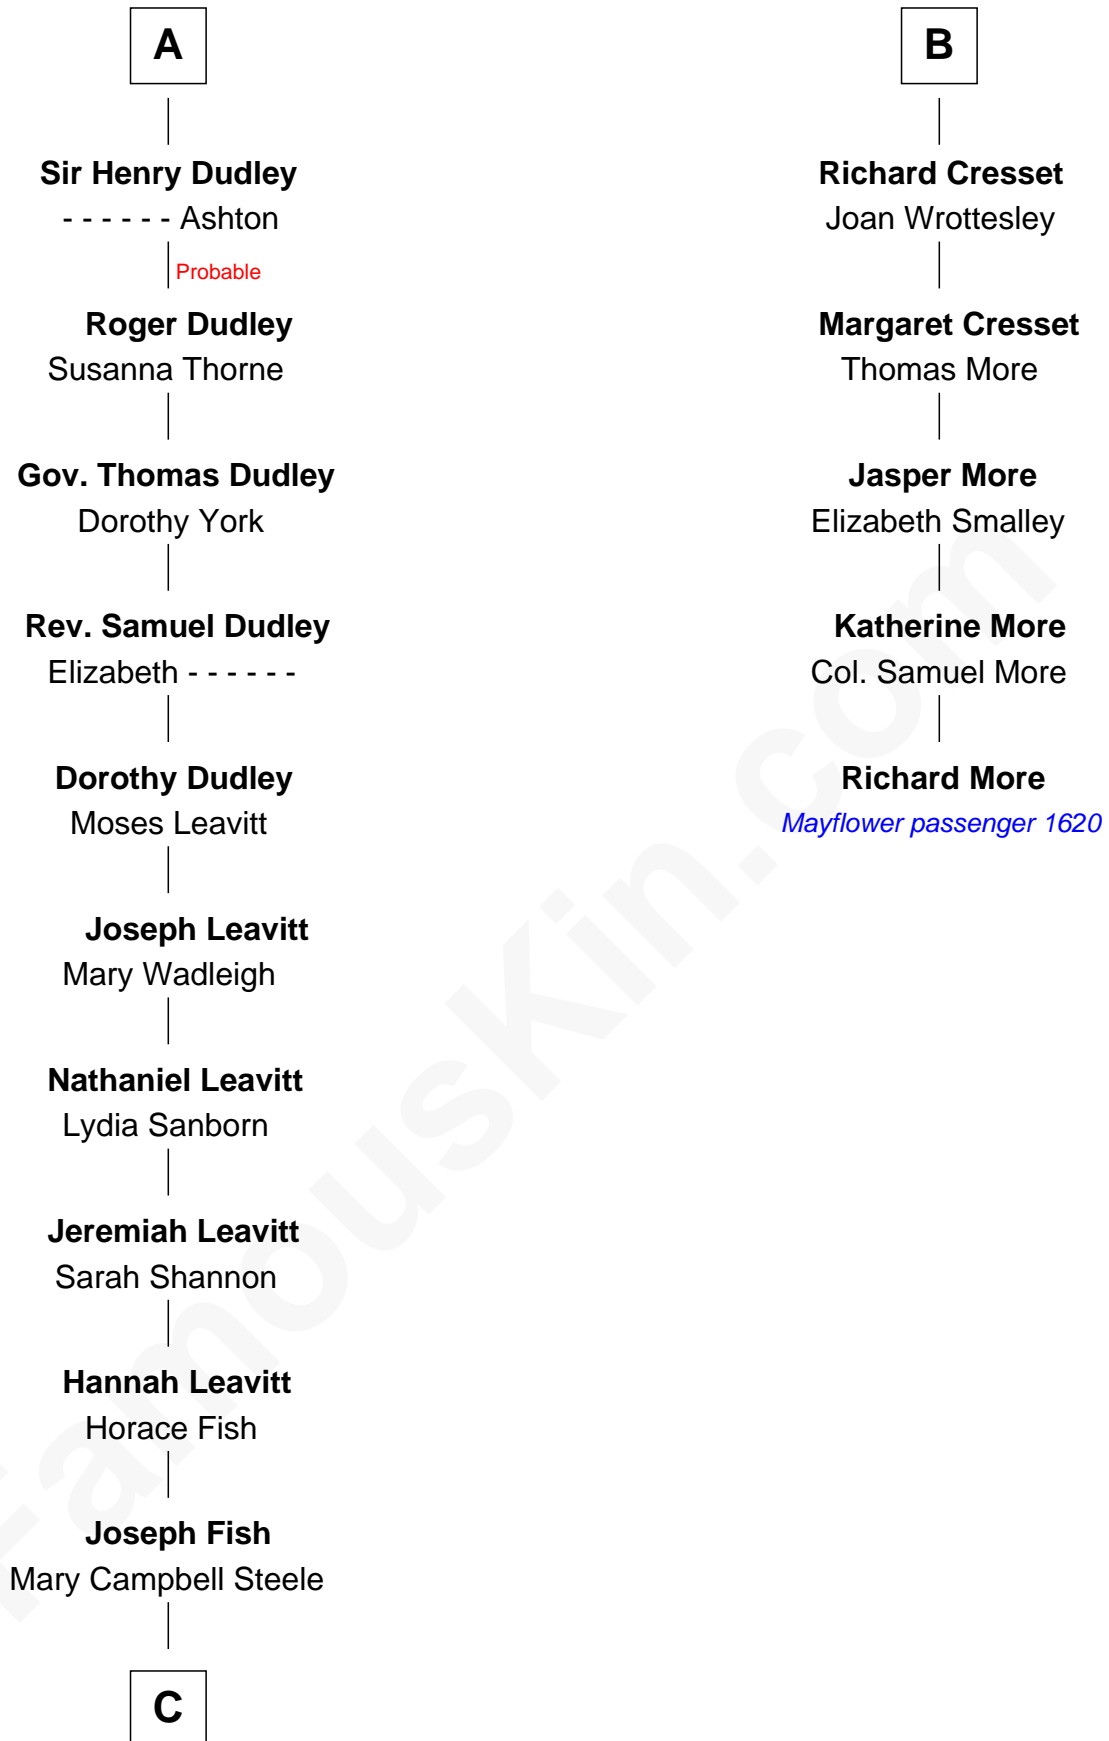 A
Sir Henry Dudley
- - - - - - Ashton
Probable
Roger Dudley
Susanna Thorne
Gov. Thomas Dudley
Dorothy York
Rev. Samuel Dudley
Elizabeth - - - - - -
Dorothy Dudley
Moses Leavitt
Joseph Leavitt
Mary Wadleigh
Nathaniel Leavitt
Lydia Sanborn
Jeremiah Leavitt
Sarah Shannon
Hannah Leavitt
Horace Fish
Joseph Fish
Mary Campbell Steele
C
B
Richard Cresset
Joan Wrottesley
Margaret Cresset
Thomas More
Jasper More
Elizabeth Smalley
Katherine More
Col. Samuel More
Richard More
Mayflower passenger 1620
FamousKin.com